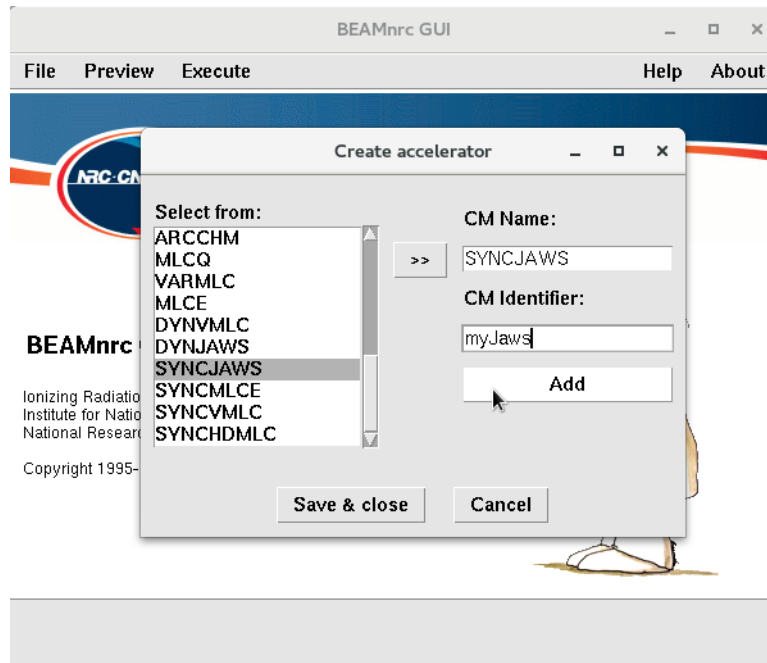 BEAMnrc GUI
File Preview Execute Help About
NRC-CN
Create accelerator
Select from:
ARCCHM
MLCQ
VARMLC
MLCE
DYNVMLC
DYNJAWS
SYNCJAWS
SYNCMLCE
SYNCVMLC
SYNCHDMLC
>>
CM Name:
SYNCJAWS
CM Identifier:
myJaws
Add
Save & close
Cancel
BEAMnrc
Ionizing Radiatio
Institute for Natio
National Researc
Copyright 1995-